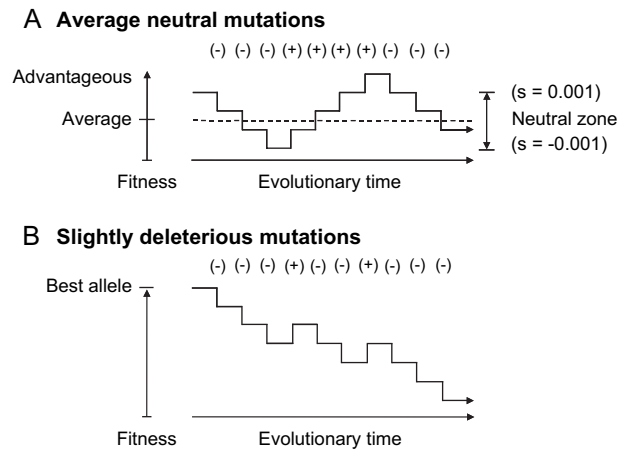 A Average neutral mutations
(-) (-) (-) (+) (+) (+) (+) (-) (-) (-)
Advantageous
Average
(s = 0.001)
Neutral zone
(s = -0.001)
Fitness
Evolutionary time
B Slightly deleterious mutations
(-) (-) (-) (+) (-) (-) (+) (-) (-) (-)
Best allele
Fitness
Evolutionary time